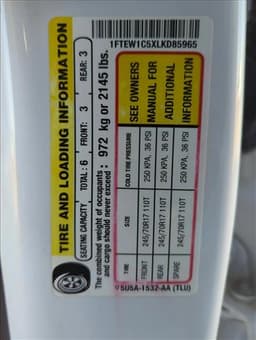 TIRE AND LOADING INFORMATION
SEATING CAPACITY TOTAL: 6 FRONT: 3 REAR: 3
The combined weight of occupants
and cargo should never exceed : 972 kg or 2145 lbs.
TIRE SIZE COLD TIRE PRESSURE
FRONT 245/70R17 110T 250 KPA, 36 PSI
REAR 245/70R17 110T 250 KPA, 36 PSI
SPARE 245/70R17 110T 250 KPA, 36 PSI
SEE OWNERS
MANUAL FOR
ADDITIONAL
INFORMATION
1FTEW1C5XLKD85965
5U5A-1532-AA (TLU)